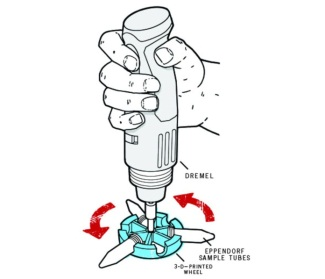 DREMEL
EPPENDORF
SAMPLE TUBES
3-D-PRINTED
WHEEL